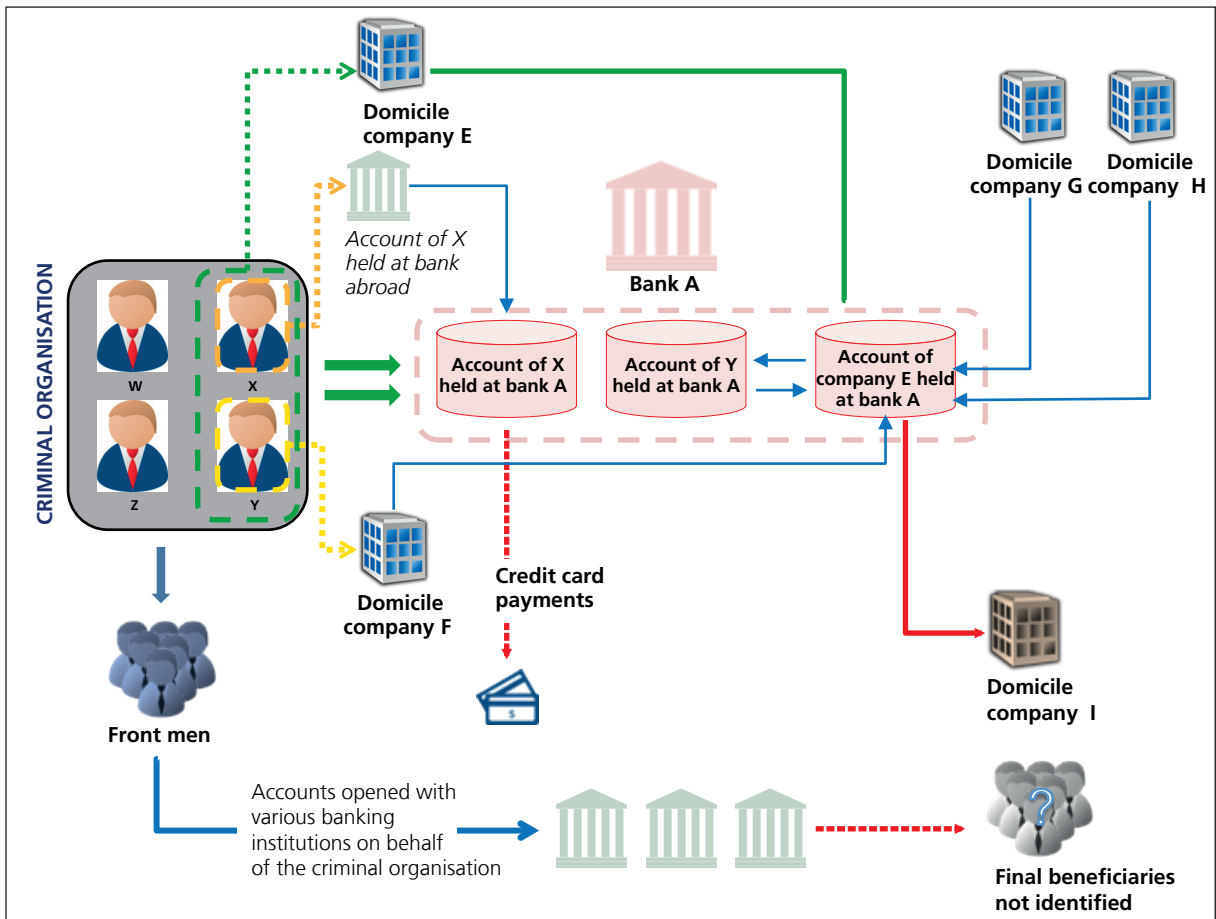 Domicile
company E
Domicile
company G
Domicile
company H
Account of X
held at bank
abroad
Bank A
CRIMINAL ORGANISATION
W
X
Z
Y
Account of X
held at bank A
Account of Y
held at bank A
Account of
company E held
at bank A
Domicile
company F
Credit card
payments
$
Domicile
company I
Front men
Accounts opened with
various banking
institutions on behalf
of the criminal organisation
?
Final beneficiaries
not identified